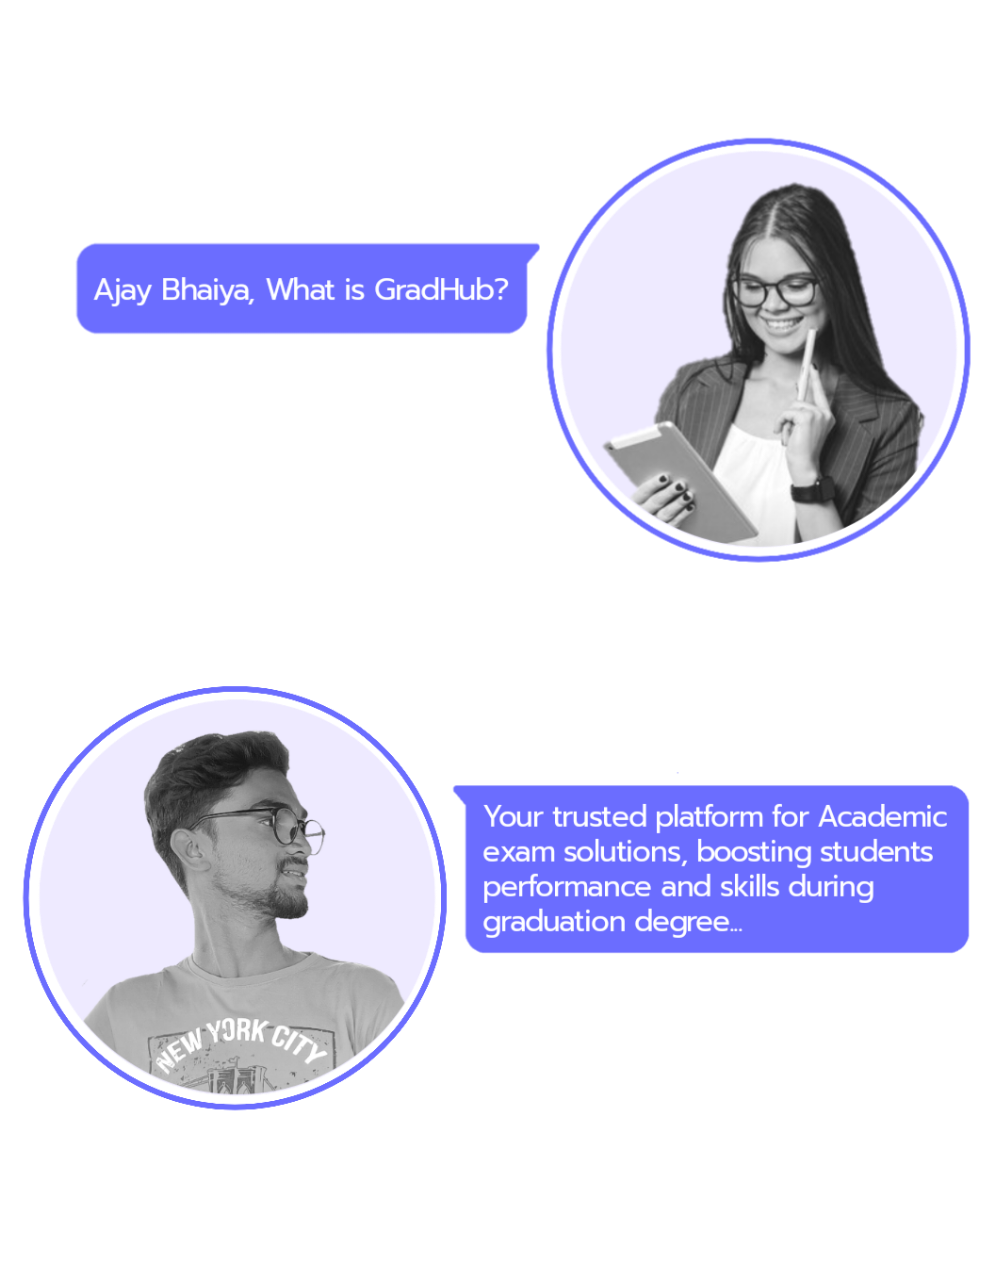 Ajay Bhaiya, What is GradHub?
Your trusted platform for Academic
exam solutions, boosting students
performance and skills during
graduation degree...
NEW YORK CITY